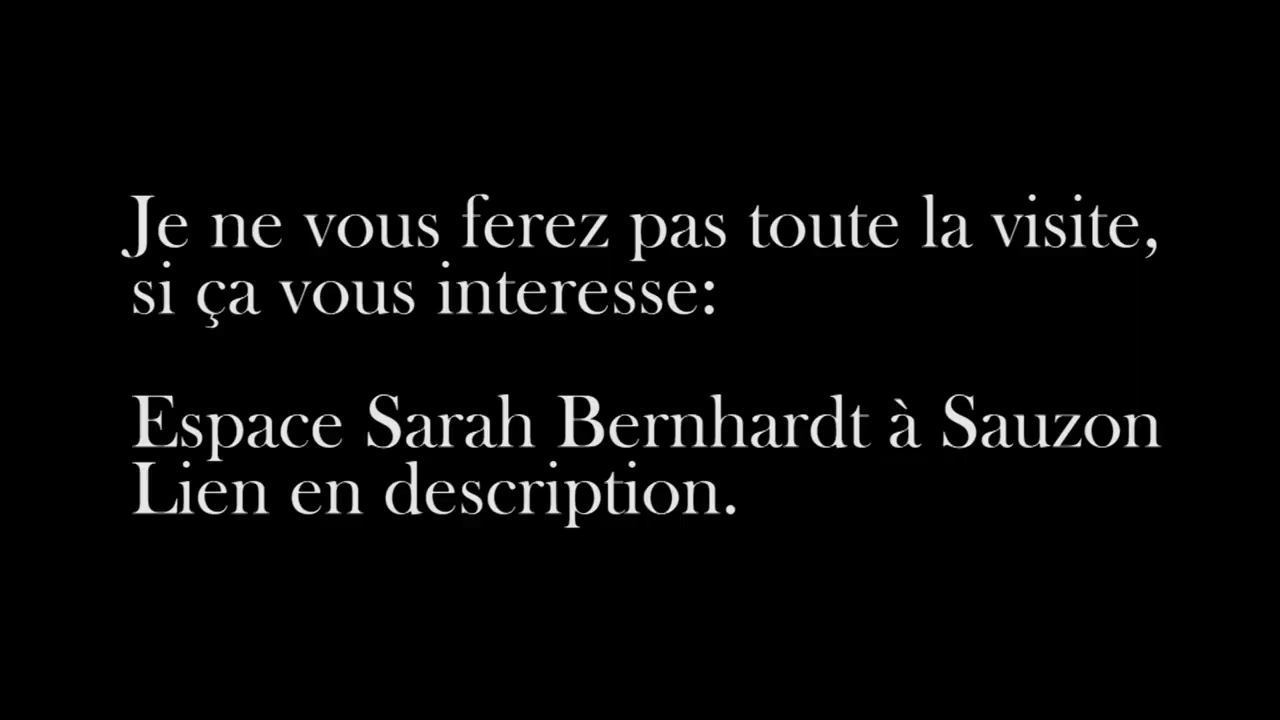 Je ne vous ferez pas toute la visite,
si ça vous interesse:
Espace Sarah Bernhardt à Sauzon
Lien en description.